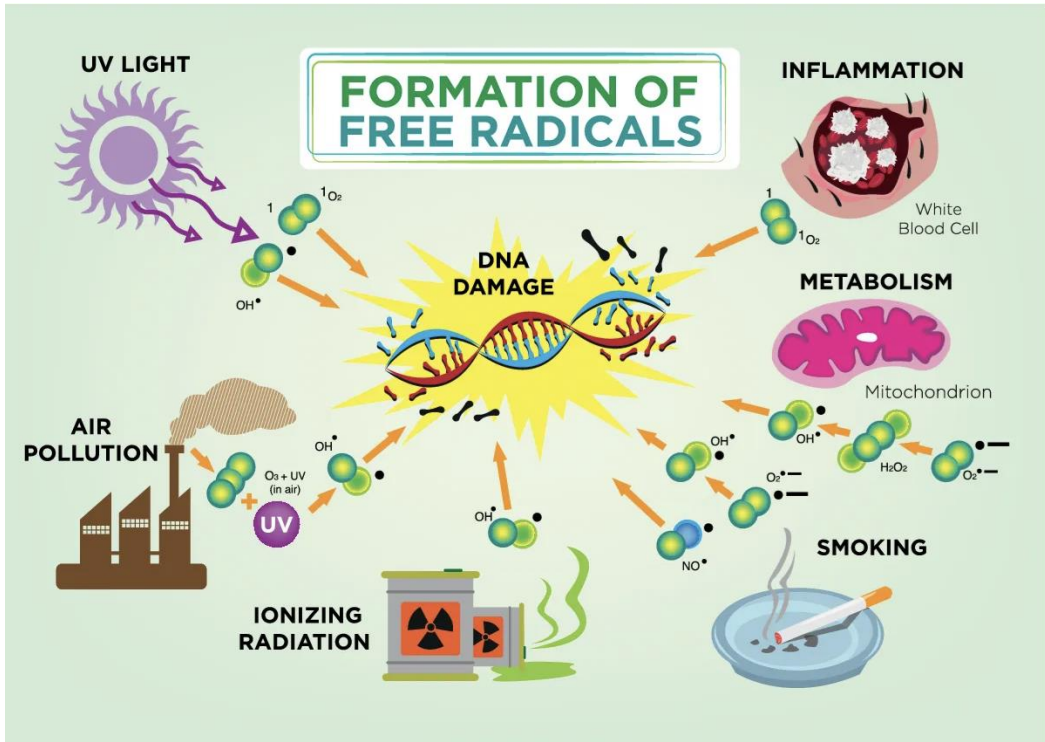 FORMATION OF
FREE RADICALS
UV LIGHT
1
¹O₂
OH•
INFLAMMATION
1
¹O₂
White
Blood Cell
DNA
DAMAGE
METABOLISM
Mitochondrion
OH•
H₂O₂
O₂•–
AIR
POLLUTION
O₃ + UV
(in air)
UV
OH•
IONIZING
RADIATION
OH•
SMOKING
OH•
O₂•–
NO•